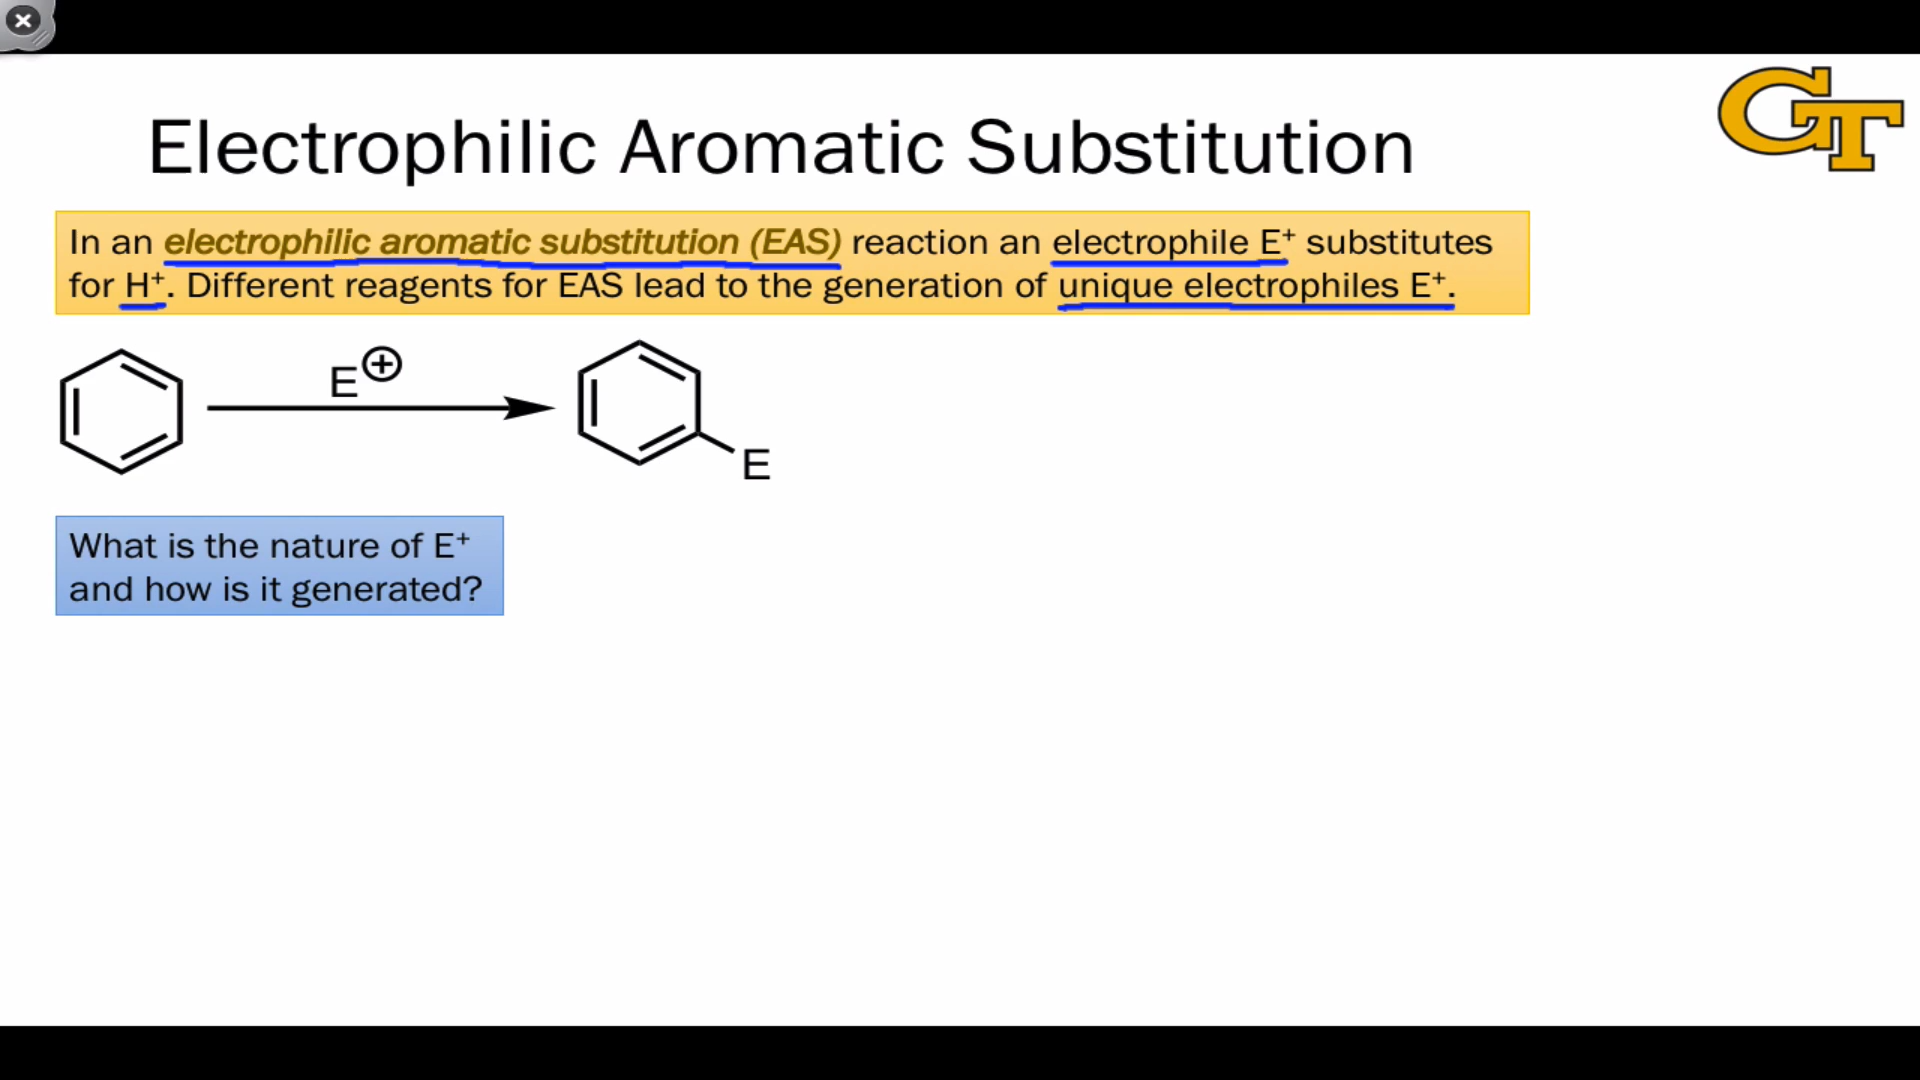 GT
Electrophilic Aromatic Substitution
In an electrophilic aromatic substitution (EAS) reaction an electrophile E⁺ substitutes
for H⁺. Different reagents for EAS lead to the generation of unique electrophiles E⁺.
E⊕
E
What is the nature of E⁺
and how is it generated?